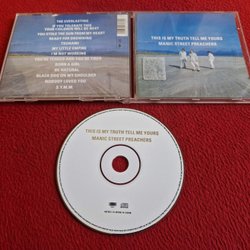 THE EVERLASTING
IF YOU TOLERATE THIS
YOUR CHILDREN WILL BE NEXT
YOU STOLE THE SUN FROM MY HEART
READY FOR DROWNING
TSUNAMI
MY LITTLE EMPIRE
I'M NOT WORKING
YOU'RE TENDER AND YOU'RE TIRED
BORN A GIRL
BE NATURAL
BLACK DOG ON MY SHOULDER
NOBODY LOVED YOU
S.Y.M.M.
THIS IS MY TRUTH TELL ME YOURS
MANIC STREET PREACHERS
THIS IS MY TRUTH TELL ME YOURS
MANIC STREET PREACHERS